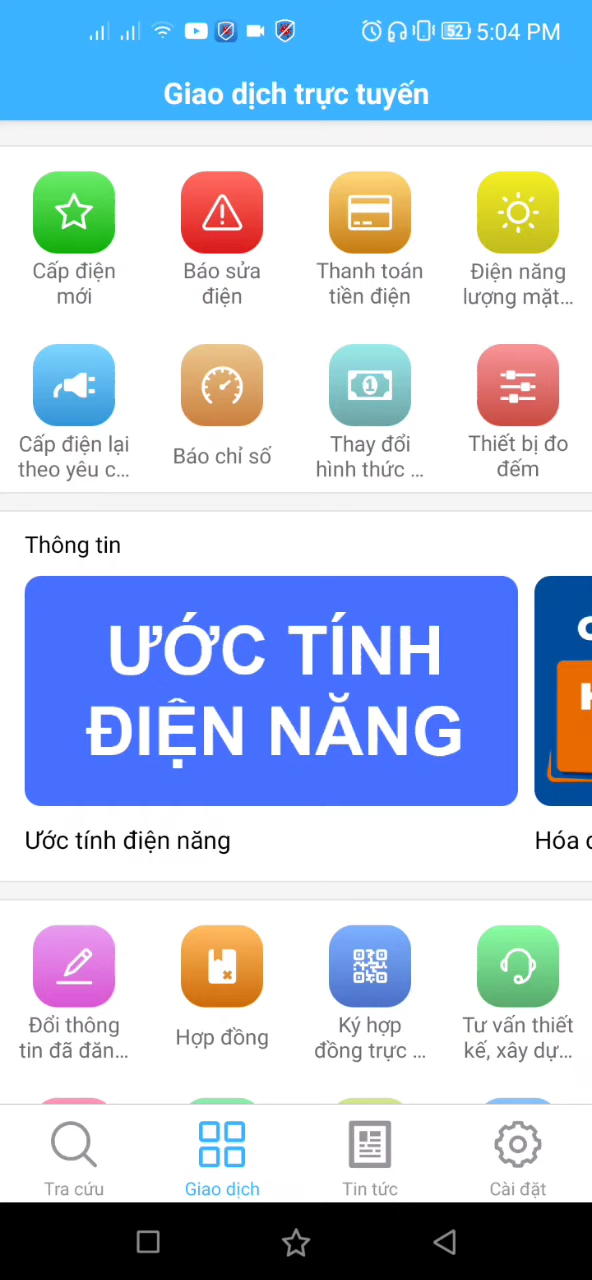 52 5:04 PM
Giao dịch trực tuyến
Cấp điện
mới
Báo sửa
điện
Thanh toán
tiền điện
Điện năng
lượng mặt...
Cấp điện lại
theo yêu c...
Báo chỉ số
Thay đổi
hình thức ...
Thiết bị đo
đếm
Thông tin
ƯỚC TÍNH
ĐIỆN NĂNG
Ước tính điện năng
Hóa
Đổi thông
tin đã đăn...
Hợp đồng
Ký hợp
đồng trực ...
Tư vấn thiết
kế, xây dự...
Tra cứu
Giao dịch
Tin tức
Cài đặt